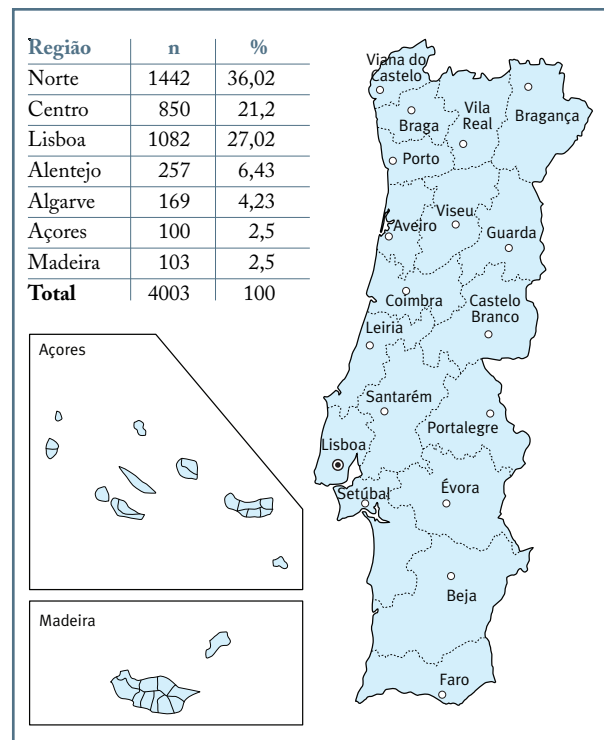 Região n %
Norte 1442 36,02
Centro 850 21,2
Lisboa 1082 27,02
Alentejo 257 6,43
Algarve 169 4,23
Açores 100 2,5
Madeira 103 2,5
Total 4003 100
Açores
Madeira
Viana do
Castelo
Braga
Vila
Real
Bragança
Porto
Aveiro
Viseu
Guarda
Coimbra
Castelo
Branco
Leiria
Santarém
Portalegre
Lisboa
Setúbal
Évora
Beja
Faro